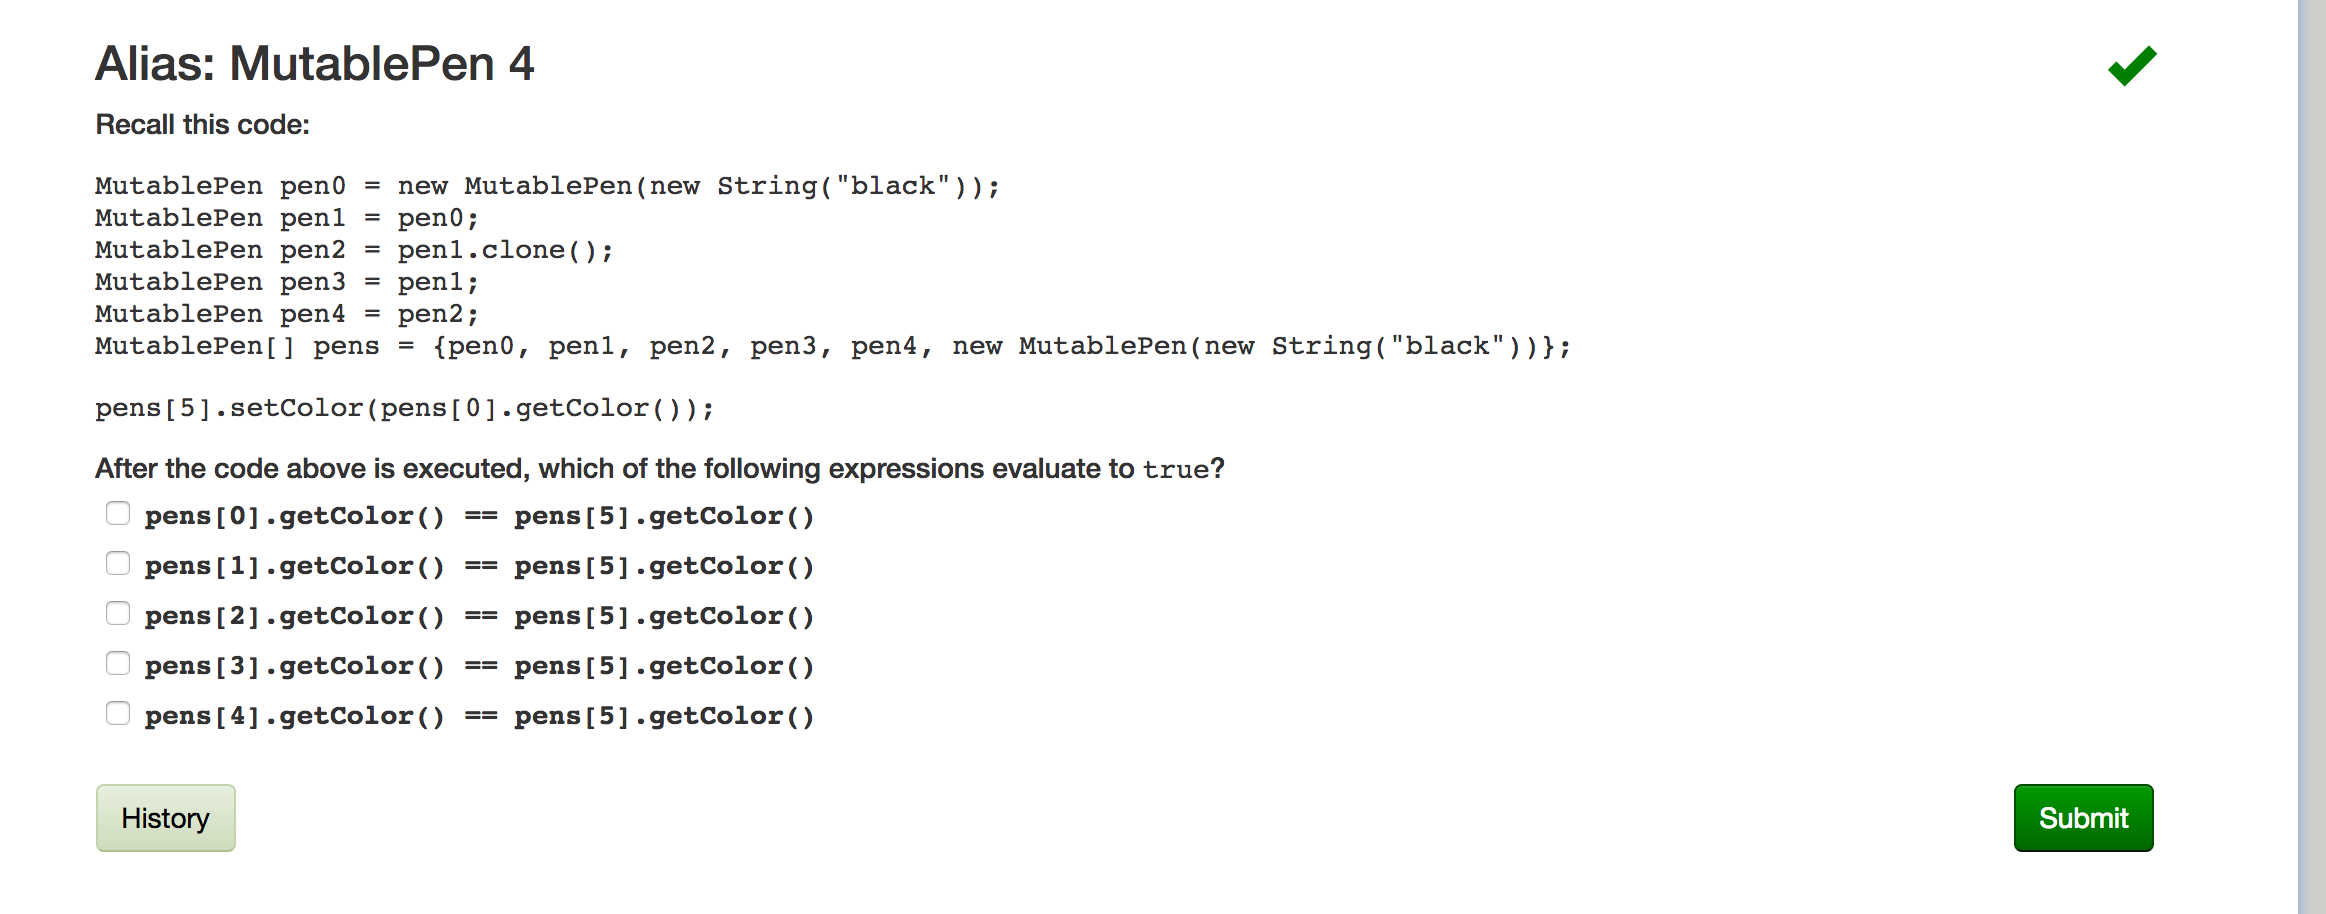 Alias: MutablePen 4
Recall this code:
MutablePen pen0 = new MutablePen(new String("black"));
MutablePen pen1 = pen0;
MutablePen pen2 = pen1.clone();
MutablePen pen3 = pen1;
MutablePen pen4 = pen2;
MutablePen[] pens = {pen0, pen1, pen2, pen3, pen4, new MutablePen(new String("black"))};
pens[5].setColor(pens[0].getColor());
After the code above is executed, which of the following expressions evaluate to true?
pens[0].getColor() == pens[5].getColor()
pens[1].getColor() == pens[5].getColor()
pens[2].getColor() == pens[5].getColor()
pens[3].getColor() == pens[5].getColor()
pens[4].getColor() == pens[5].getColor()
History
Submit